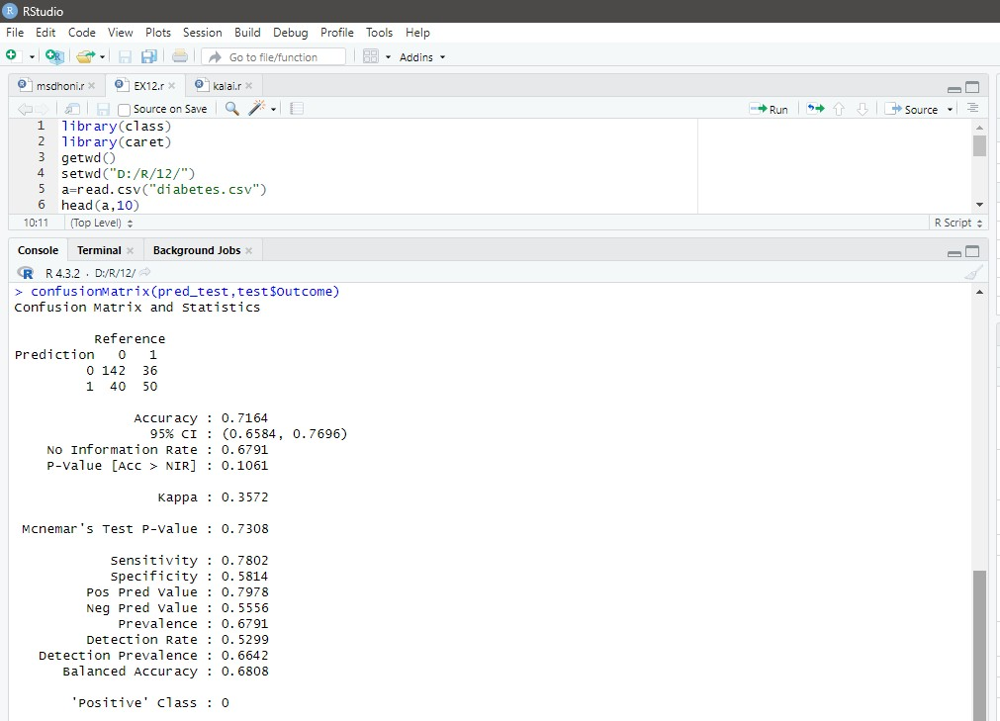 RStudio
File Edit Code View Plots Session Build Debug Profile Tools Help
Go to file/function Addins
msdhoni.r EX12.r kalai.r
Source on Save Run Source
1 library(class)
2 library(caret)
3 getwd()
4 setwd("D:/R/12/")
5 a=read.csv("diabetes.csv")
6 head(a,10)
10:11 (Top Level) R Script
Console Terminal Background Jobs
R 4.3.2 · D:/R/12/
> confusionMatrix(pred_test,test$Outcome)
Confusion Matrix and Statistics
Reference
Prediction 0 1
0 142 36
1 40 50
Accuracy : 0.7164
95% CI : (0.6584, 0.7696)
No Information Rate : 0.6791
P-Value [Acc > NIR] : 0.1061
Kappa : 0.3572
Mcnemar's Test P-Value : 0.7308
Sensitivity : 0.7802
Specificity : 0.5814
Pos Pred Value : 0.7978
Neg Pred Value : 0.5556
Prevalence : 0.6791
Detection Rate : 0.5299
Detection Prevalence : 0.6642
Balanced Accuracy : 0.6808
'Positive' Class : 0